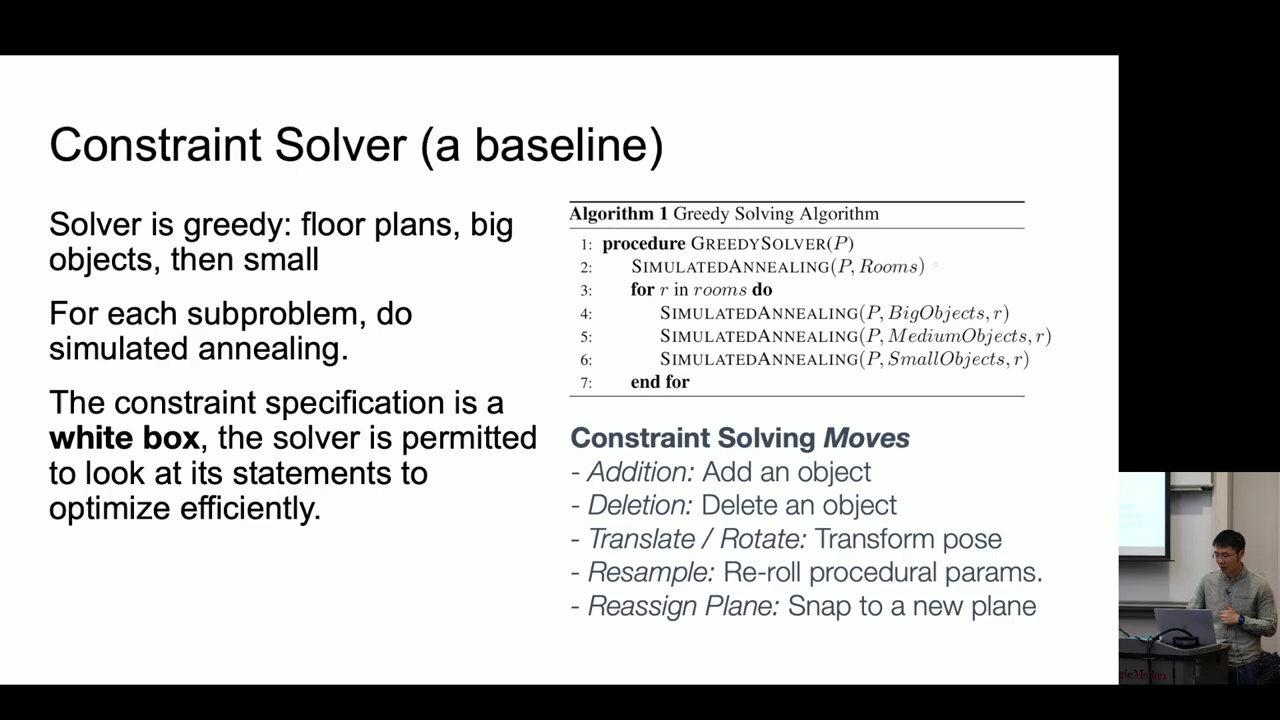 Constraint Solver (a baseline)
Solver is greedy: floor plans, big
objects, then small
For each subproblem, do
simulated annealing.
The constraint specification is a
white box, the solver is permitted
to look at its statements to
optimize efficiently.
Algorithm 1 Greedy Solving Algorithm
1: procedure GREEDYSOLVER(P)
2: SIMULATEDANNEALING(P, Rooms)
3: for r in rooms do
4: SIMULATEDANNEALING(P, BigObjects, r)
5: SIMULATEDANNEALING(P, MediumObjects, r)
6: SIMULATEDANNEALING(P, SmallObjects, r)
7: end for
Constraint Solving Moves
- Addition: Add an object
- Deletion: Delete an object
- Translate / Rotate: Transform pose
- Resample: Re-roll procedural params.
- Reassign Plane: Snap to a new plane